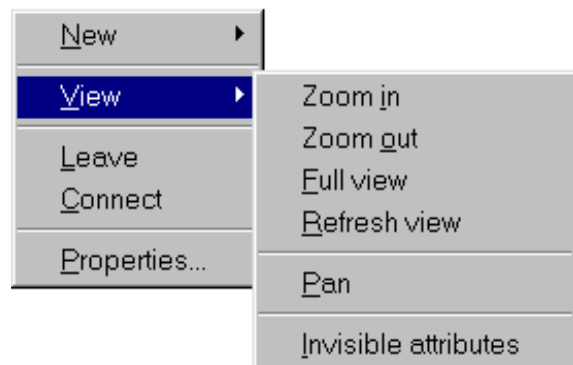 New
View
Leave
Connect
Properties...
Zoom in
Zoom out
Full view
Refresh view
Pan
Invisible attributes